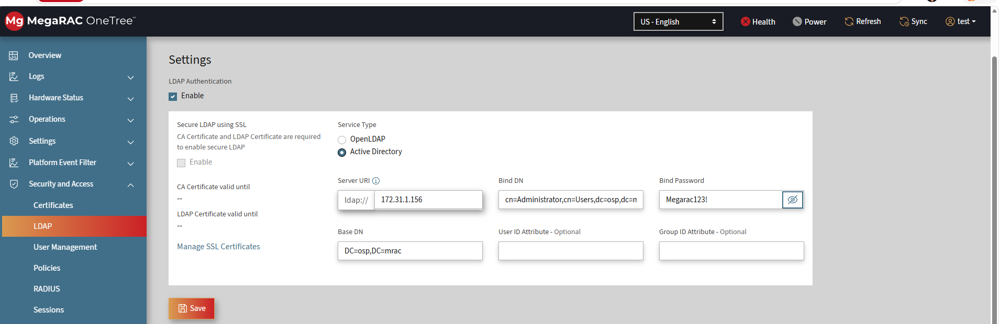 Mg MegaRAC OneTree™
US - English
Health
Power
Refresh
Sync
test
Overview
Logs
Hardware Status
Operations
Settings
Platform Event Filter
Security and Access
Certificates
LDAP
User Management
Policies
RADIUS
Sessions
Settings
LDAP Authentication
Enable
Secure LDAP using SSL
CA Certificate and LDAP Certificate are required
to enable secure LDAP
Enable
CA Certificate valid until
--
LDAP Certificate valid until
--
Manage SSL Certificates
Service Type
OpenLDAP
Active Directory
Server URI
ldap:// 172.31.1.156
Bind DN
cn=Administrator,cn=Users,dc=osp,dc=m
Bind Password
Megarac123!
Base DN
DC=osp,DC=mrac
User ID Attribute - Optional
Group ID Attribute - Optional
Save